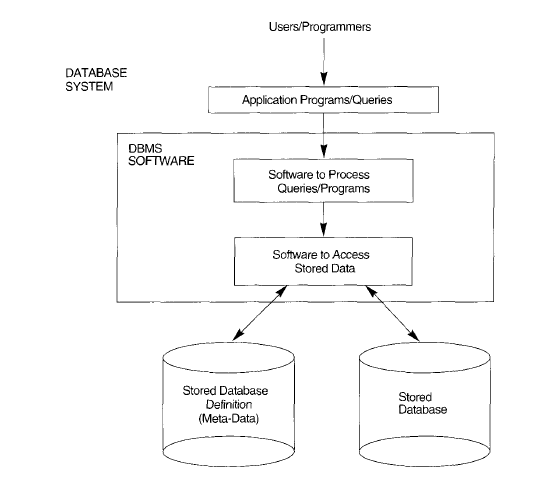 Users/Programmers
DATABASE
SYSTEM
Application Programs/Queries
DBMS
SOFTWARE
Software to Process
Queries/Programs
Software to Access
Stored Data
Stored Database
Definition
(Meta-Data)
Stored
Database